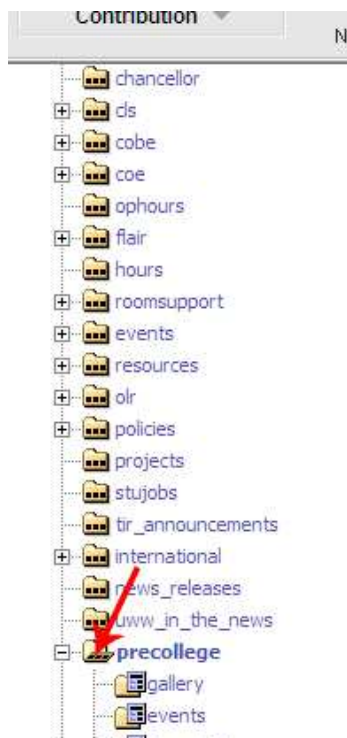 Contribution
N
chancellor
cls
cobe
coe
ophours
flair
hours
roomsupport
events
resources
olr
policies
projects
stujobs
tir_announcements
international
news_releases
uww_in_the_news
precollege
gallery
events